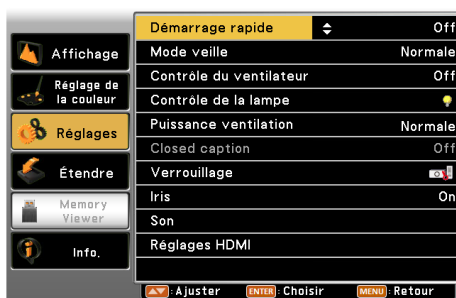 Affichage
Réglage de
la couleur
Réglages
Étendre
Memory
Viewer
Info.
Démarrage rapide Off
Mode veille Normale
Contrôle du ventilateur Off
Contrôle de la lampe
Puissance ventilation Normale
Closed caption Off
Verrouillage
Iris On
Son
Réglages HDMI
:Ajuster ENTER :Choisir MENU :Retour